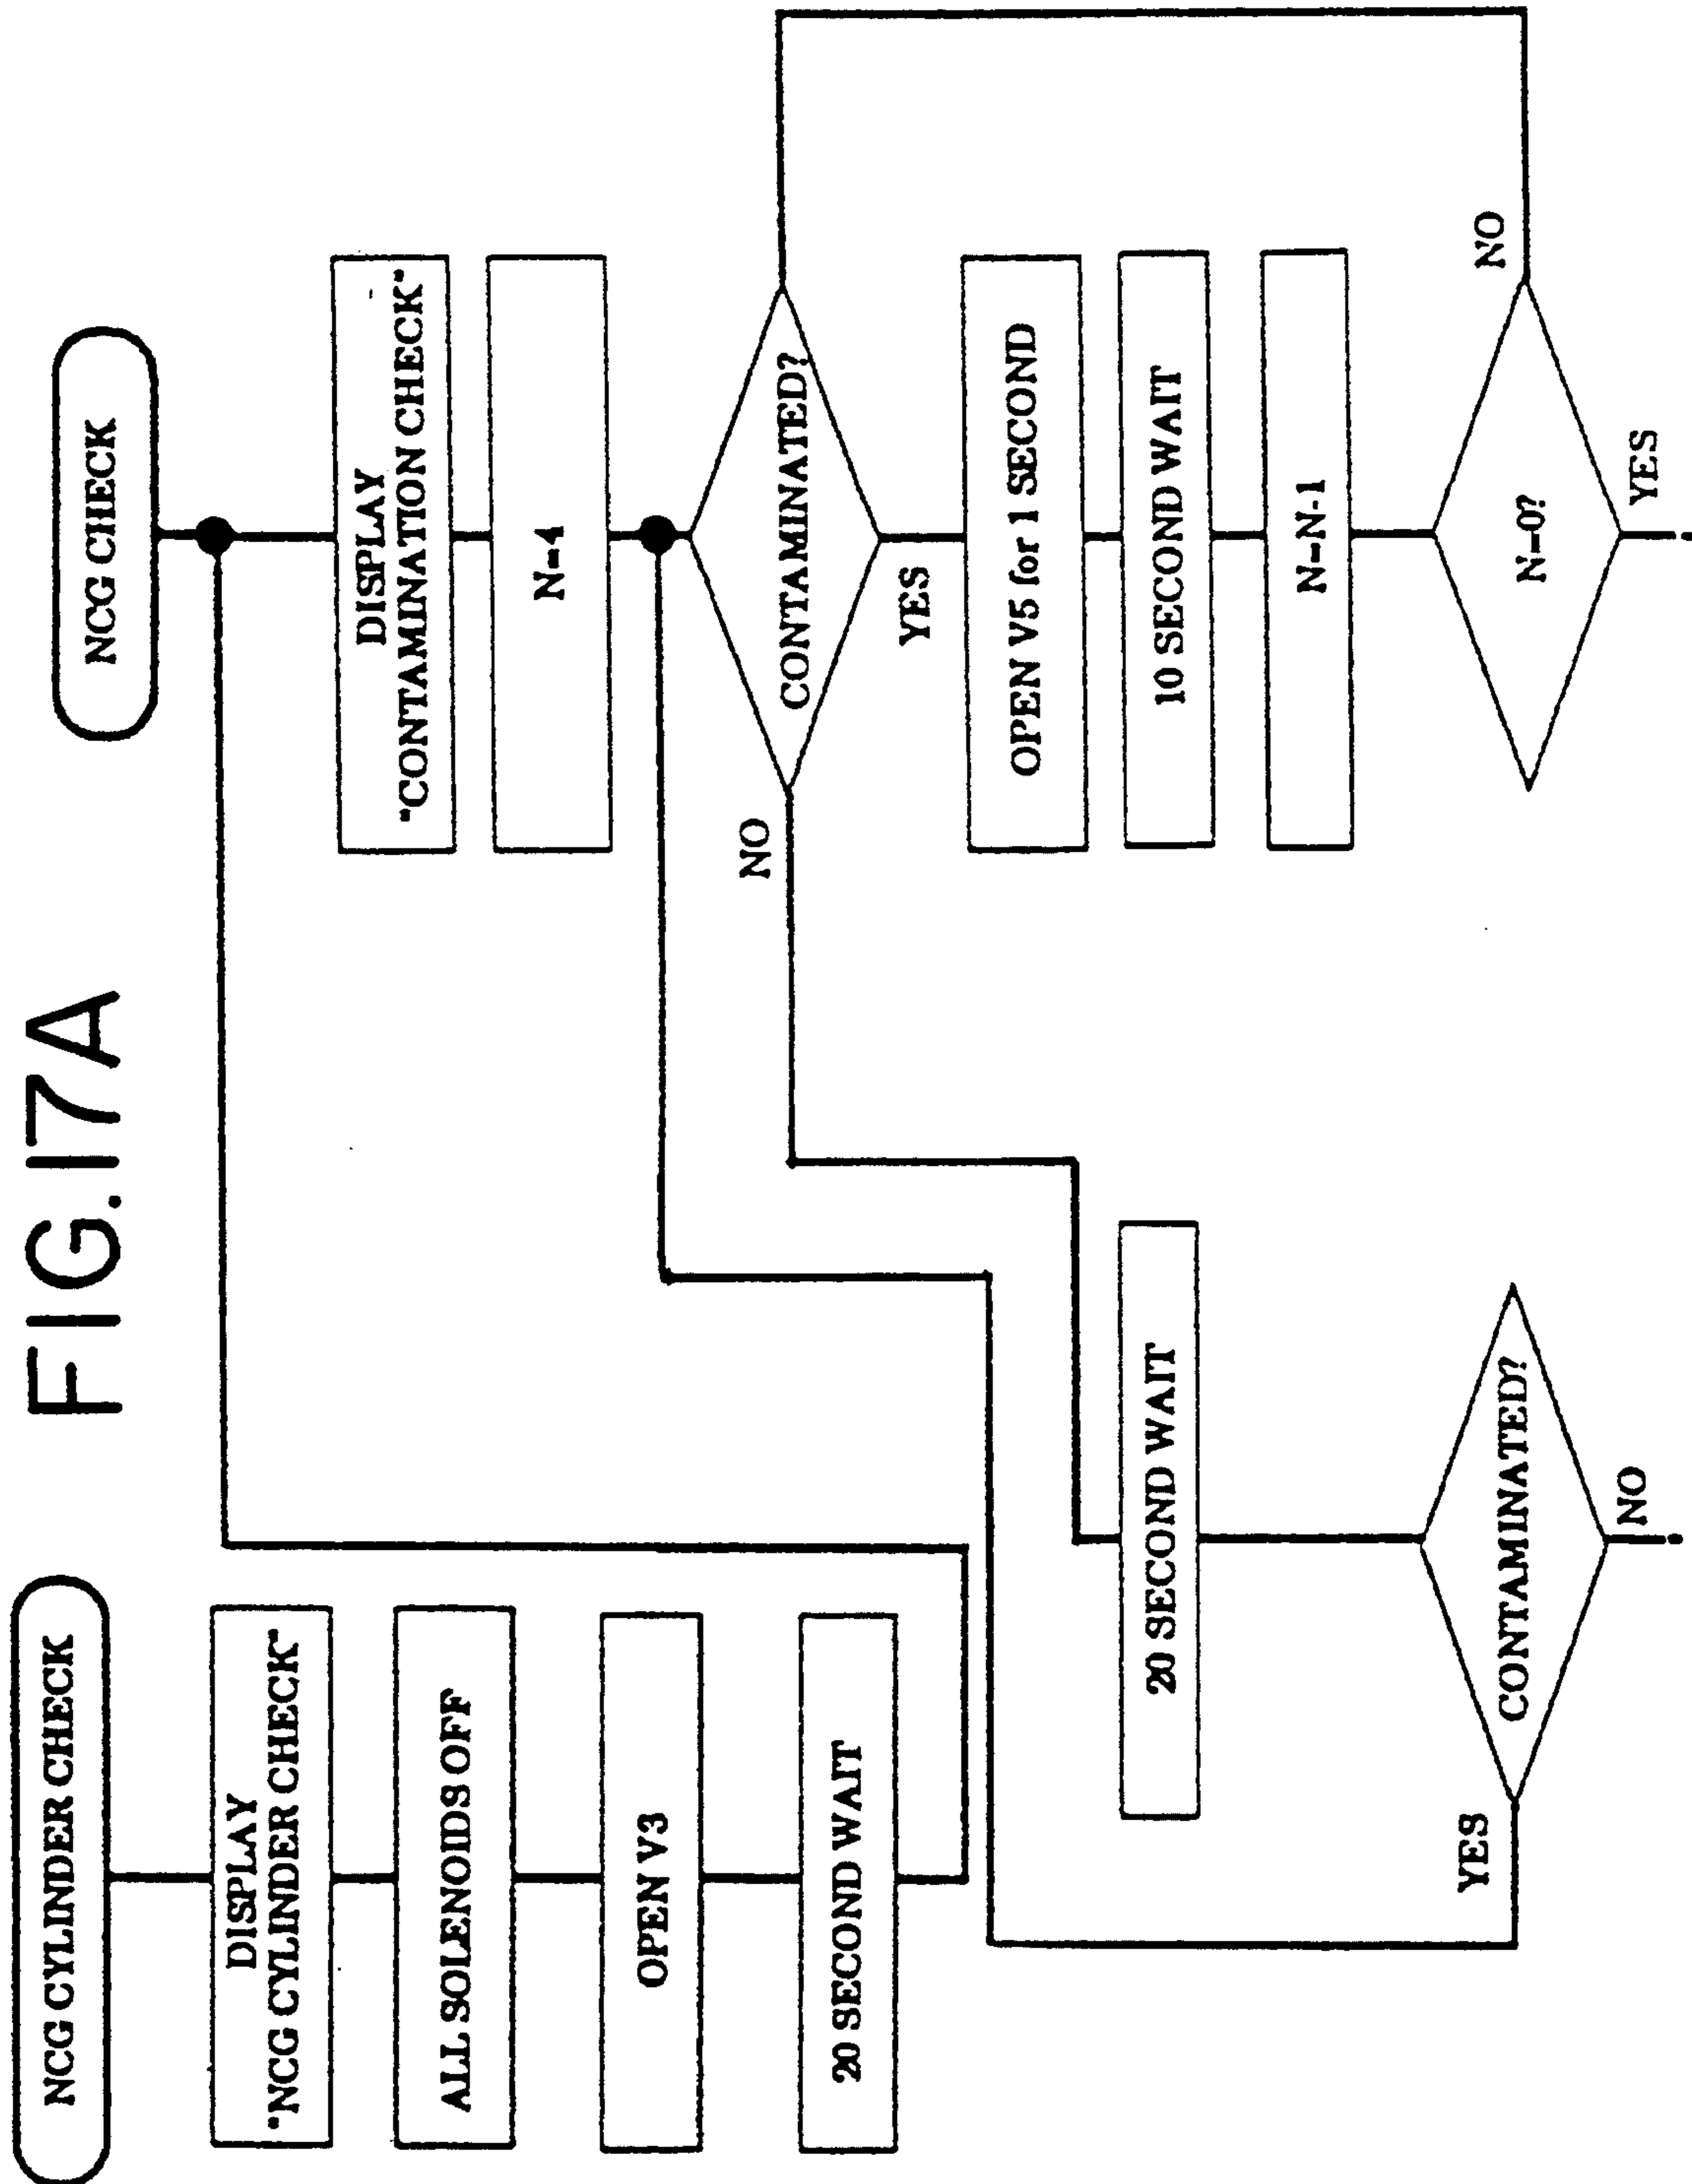 FIG.17A
NCG CYLINDER CHECK
DISPLAY
"NCG CYLINDER CHECK"
ALL SOLENOIDS OFF
OPEN V3
20 SECOND WAIT
NCG CHECK
DISPLAY
"CONTAMINATION CHECK"
N=4
CONTAMINATED?
NO
YES
OPEN V5 for 1 SECOND
10 SECOND WAIT
N=N-1
N=0?
NO
YES
20 SECOND WAIT
CONTAMINATED?
YES
NO